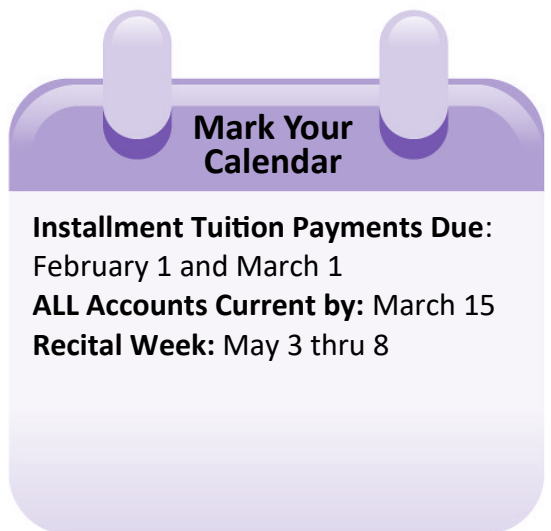 Mark Your
Calendar
Installment Tuition Payments Due:
February 1 and March 1
ALL Accounts Current by: March 15
Recital Week: May 3 thru 8